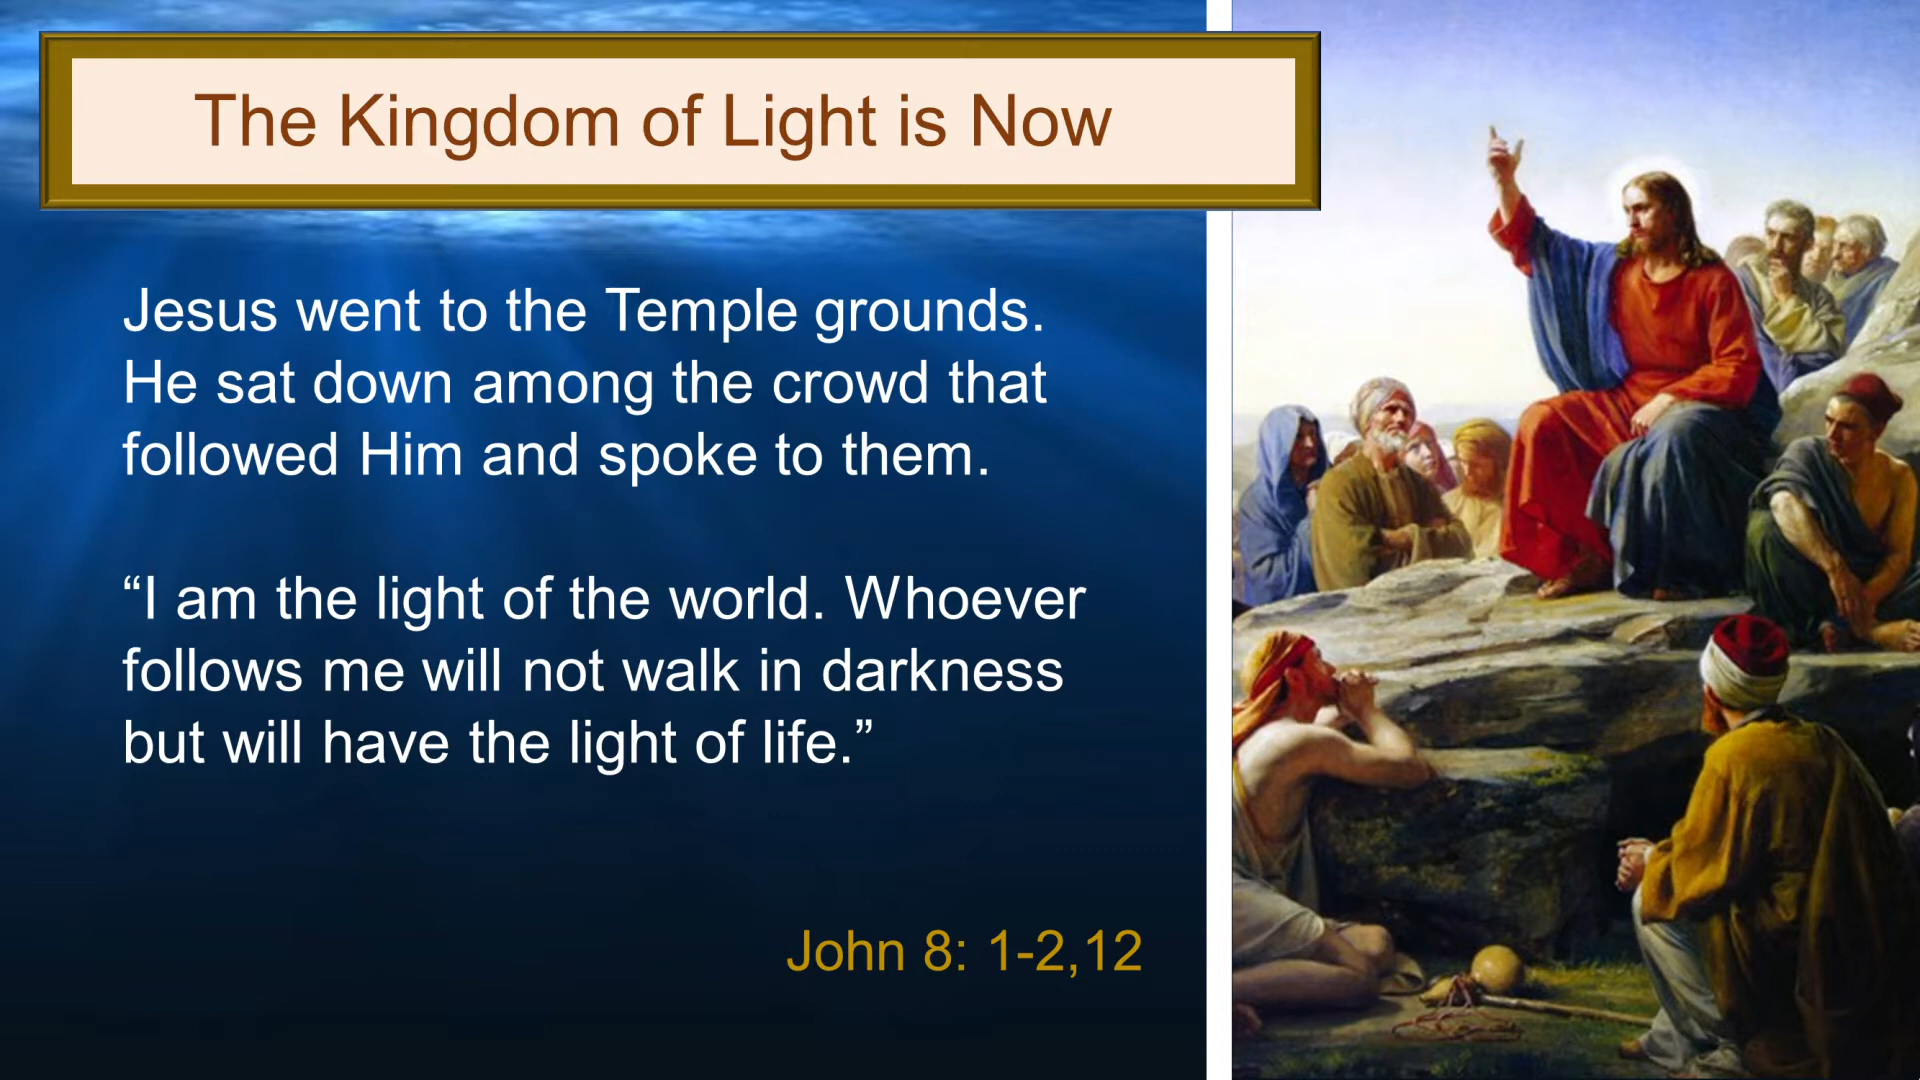 The Kingdom of Light is Now
Jesus went to the Temple grounds.
He sat down among the crowd that
followed Him and spoke to them.
“I am the light of the world. Whoever
follows me will not walk in darkness
but will have the light of life.”
John 8: 1-2,12